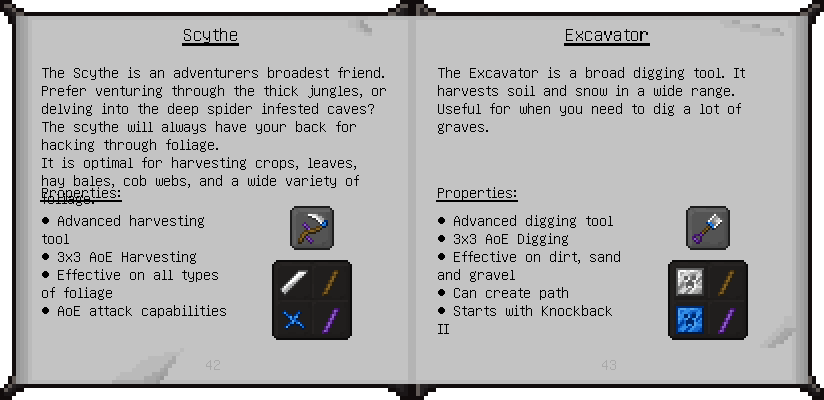 Scythe
The Scythe is an adventurers broadest friend.
Prefer venturing through the thick jungles, or
delving into the deep spider infested caves?
The scythe will always have your back for
hacking through foliage.
It is optimal for harvesting crops, leaves,
hay bales, cob webs, and a wide variety of
foliage.
Properties:
• Advanced harvesting
tool
• 3x3 AoE Harvesting
• Effective on all types
of foliage
• AoE attack capabilities
42
Excavator
The Excavator is a broad digging tool. It
harvests soil and snow in a wide range.
Useful for when you need to dig a lot of
graves.
Properties:
• Advanced digging tool
• 3x3 AoE Digging
• Effective on dirt, sand
and gravel
• Can create path
• Starts with Knockback
II
43